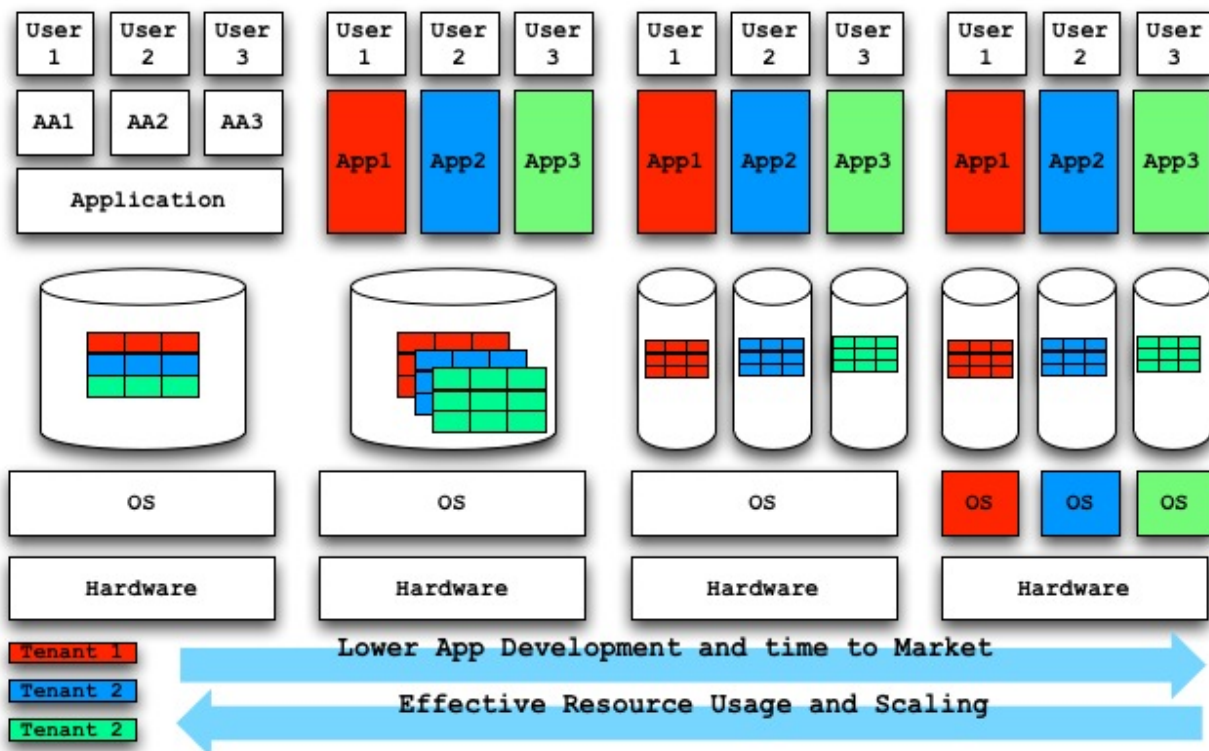 User 1
User 2
User 3
User 1
User 2
User 3
User 1
User 2
User 3
User 1
User 2
User 3
AA1
AA2
AA3
App1
App2
App3
App1
App2
App3
App1
App2
App3
Application
OS
OS
OS
OS
OS
OS
Hardware
Hardware
Hardware
Hardware
Tenant 1
Lower App Development and time to Market
Tenant 2
Effective Resource Usage and Scaling
Tenant 2